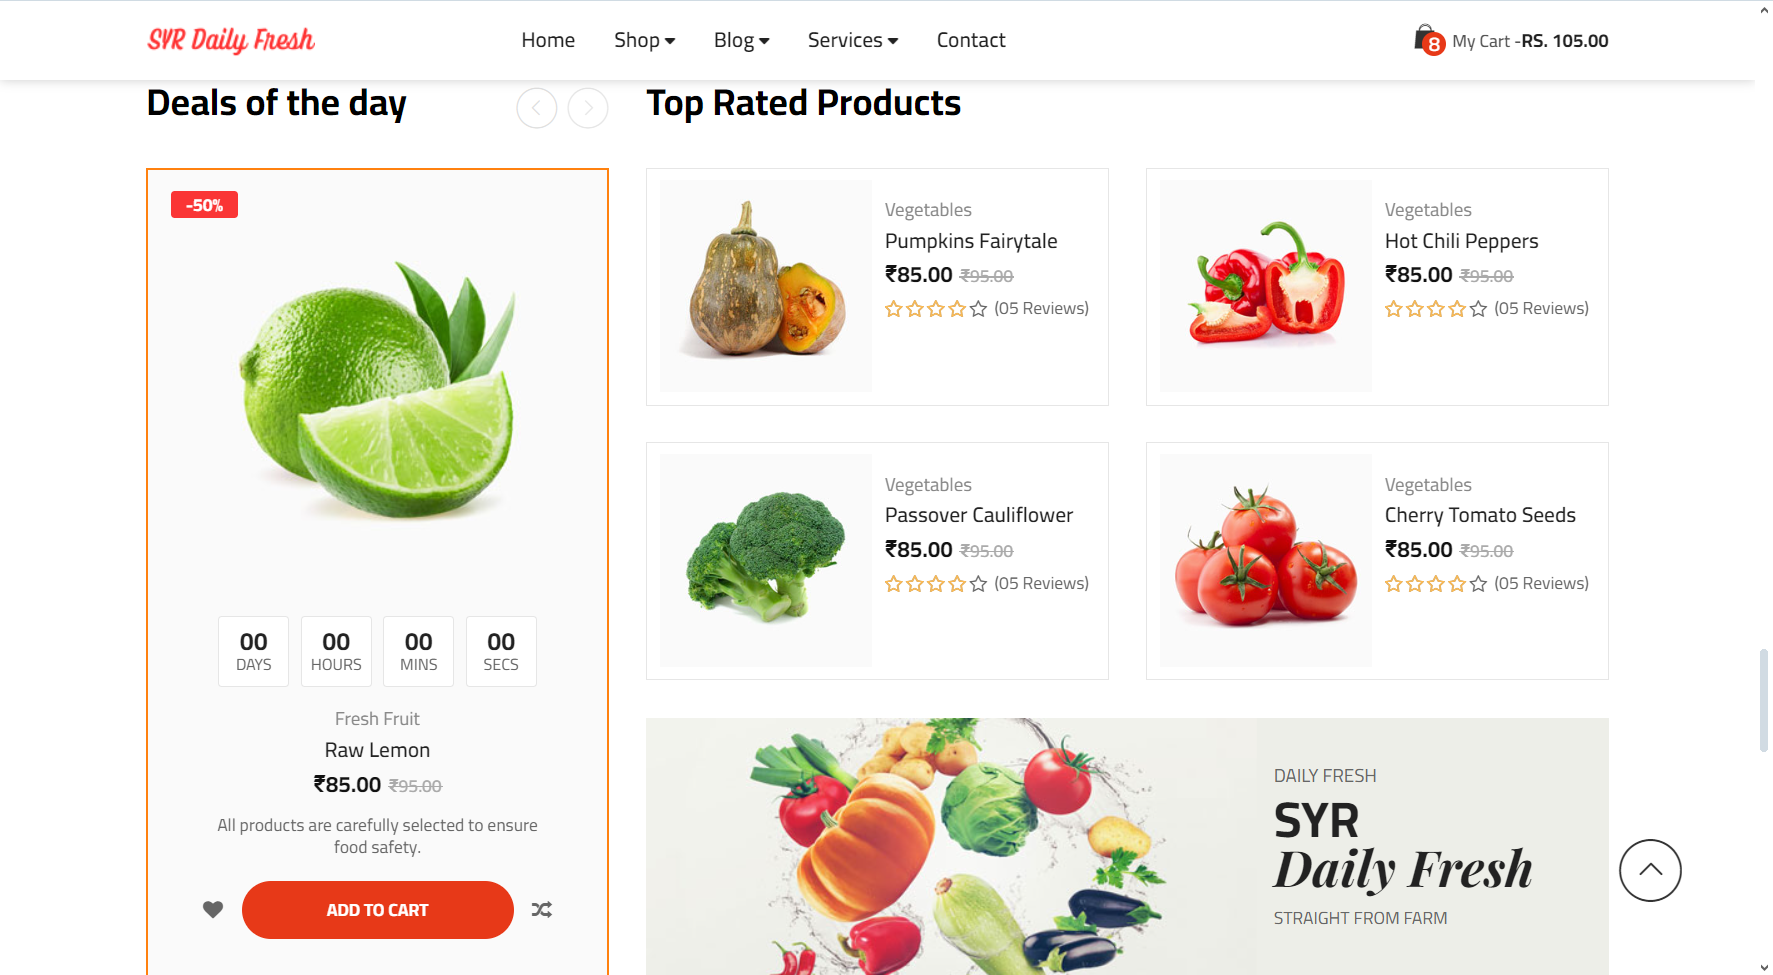 SYR Daily Fresh
Home
Shop
Blog
Services
Contact
8
My Cart -RS. 105.00
Deals of the day
Top Rated Products
-50%
00 00 00 00
DAYS HOURS MINS SECS
Fresh Fruit
Raw Lemon
₹85.00 ₹95.00
All products are carefully selected to ensure
food safety.
ADD TO CART
Vegetables
Pumpkins Fairytale
₹85.00 ₹95.00
(05 Reviews)
Vegetables
Hot Chili Peppers
₹85.00 ₹95.00
(05 Reviews)
Vegetables
Passover Cauliflower
₹85.00 ₹95.00
(05 Reviews)
Vegetables
Cherry Tomato Seeds
₹85.00 ₹95.00
(05 Reviews)
DAILY FRESH
SYR
Daily Fresh
STRAIGHT FROM FARM